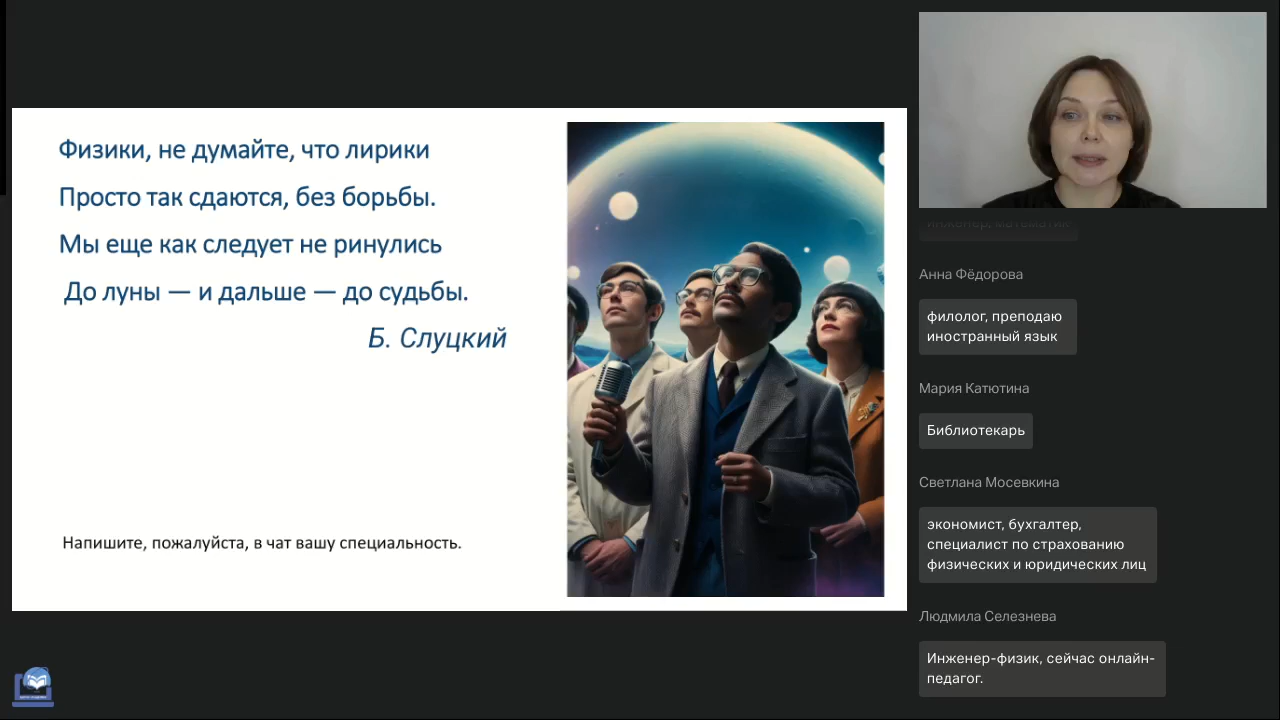 Физики, не думайте, что лирики
Просто так сдаются, без борьбы.
Мы еще как следует не ринулись
До луны — и дальше — до судьбы.
Б. Слуцкий
Напишите, пожалуйста, в чат вашу специальность.
инженер, математик
Анна Фёдорова
филолог, преподаю
иностранный язык
Мария Катютина
Библиотекарь
Светлана Мосевкина
экономист, бухгалтер,
специалист по страхованию
физических и юридических лиц
Людмила Селезнева
Инженер-физик, сейчас онлайн-
педагог.